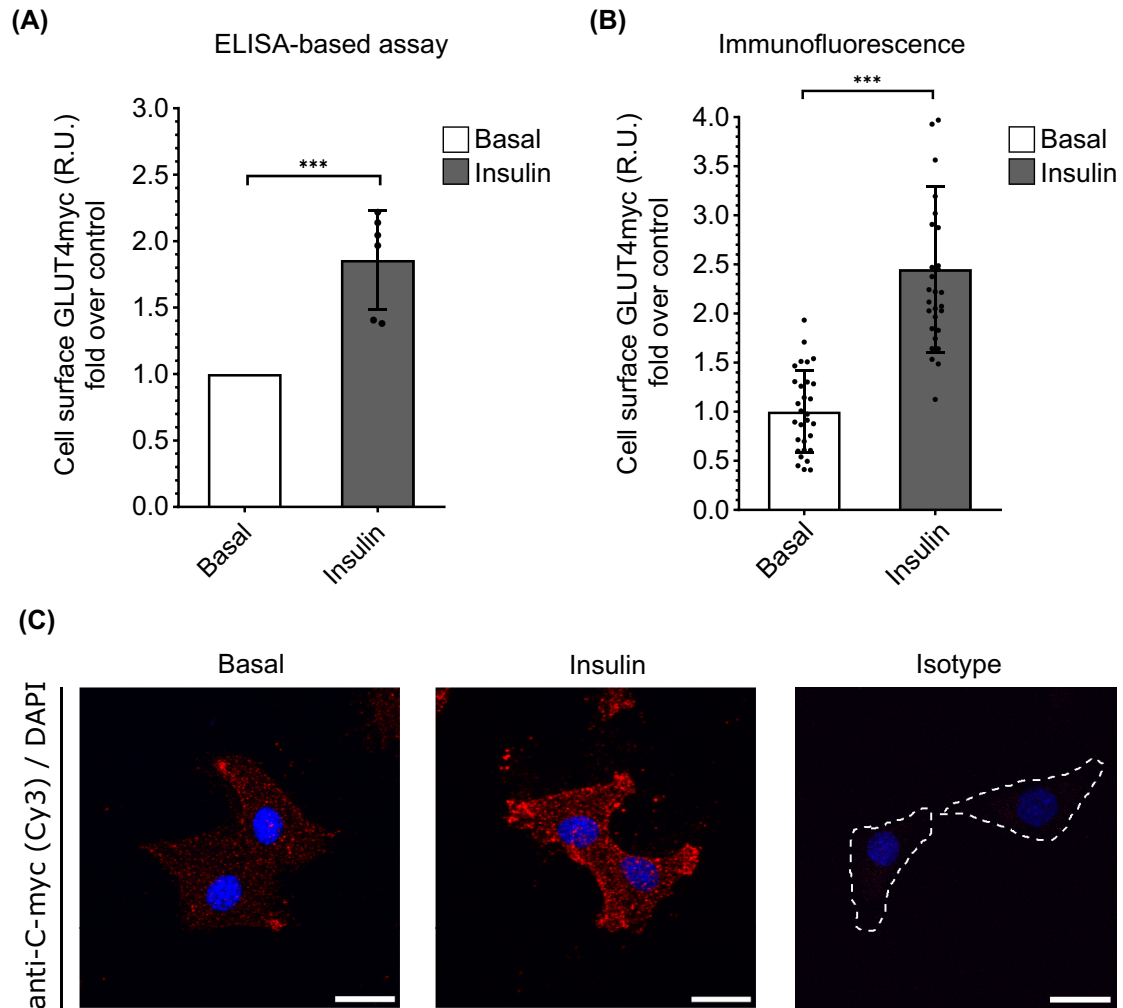 (A)
ELISA-based assay
Cell surface GLUT4myc (R.U.)
fold over control
3.0
2.5
2.0
1.5
1.0
0.5
0.0
***
Basal
Insulin
Basal
Insulin
(B)
Immunofluorescence
Cell surface GLUT4myc (R.U.)
fold over control
4.0
3.5
3.0
2.5
2.0
1.5
1.0
0.5
0.0
***
Basal
Insulin
Basal
Insulin
(C)
Basal
Insulin
Isotype
anti-C-myc (Cy3) / DAPI